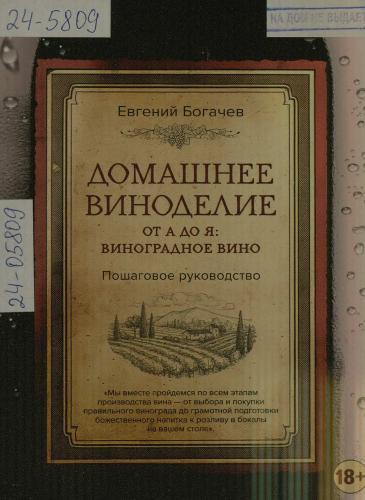 24-5809
НА ДОМ НЕ ВЫДАЕТ
24-05809
Евгений Богачев
ДОМАШНЕЕ
ВИНОДЕЛИЕ
ОТ А ДО Я:
ВИНОГРАДНОЕ ВИНО
Пошаговое руководство
«Мы вместе пройдемся по всем этапам
производства вина — от выбора и покупки
правильного винограда до грамотной подготовки
божественного напитка к розливу в бокалы
на вашем столе».
18+